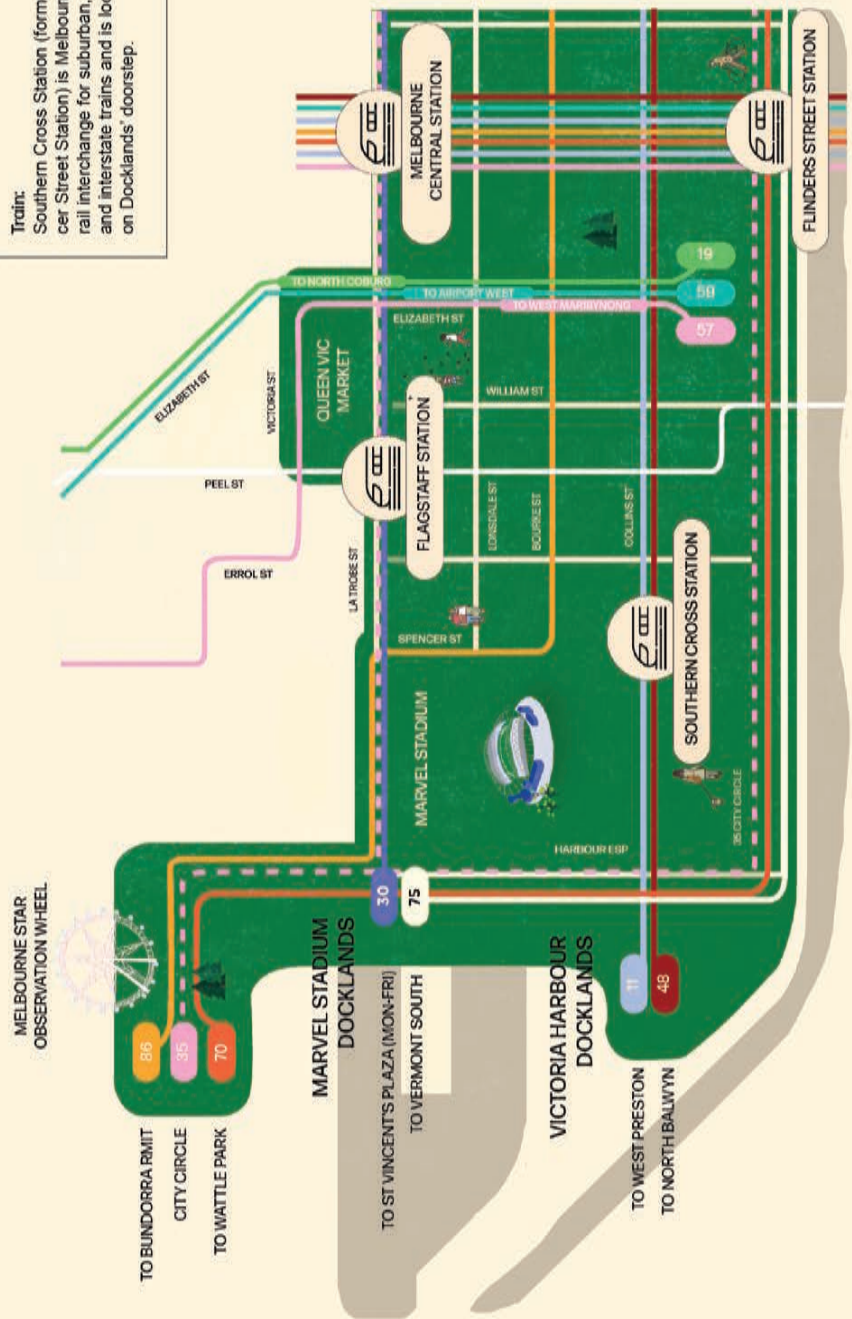 Train:
Southern Cross Station (form
cer Street Station) is Melbour
rail interchange for suburban,
and interstate trains and is loc
on Docklands' doorstep.
MELBOURNE STAR
OBSERVATION WHEEL
86
35
70
TO BUNDORRA RMIT
CITY CIRCLE
TO WATTLE PARK
MARVEL STADIUM
DOCKLANDS
30
75
TO ST VINCENT'S PLAZA (MON-FRI)
TO VERMONT SOUTH
VICTORIA HARBOUR
DOCKLANDS
11
48
TO WEST PRESTON
TO NORTH BALWYN
ERROL ST
PEEL ST
ELIZABETH ST
VICTORIA ST
QUEEN VIC
MARKET
TO NORTH COBURG
TO AIRPORT WEST
TO WEST MARIBYNONG
ELIZABETH ST
19
59
57
LA TROBE ST
FLAGSTAFF STATION
WILLIAM ST
MELBOURNE
CENTRAL STATION
FLINDERS STREET STATION
SPENCER ST
LONSDALE ST
BOURKE ST
COLLINS ST
MARVEL STADIUM
SOUTHERN CROSS STATION
HARBOUR ESP
35 CITY CIRCLE